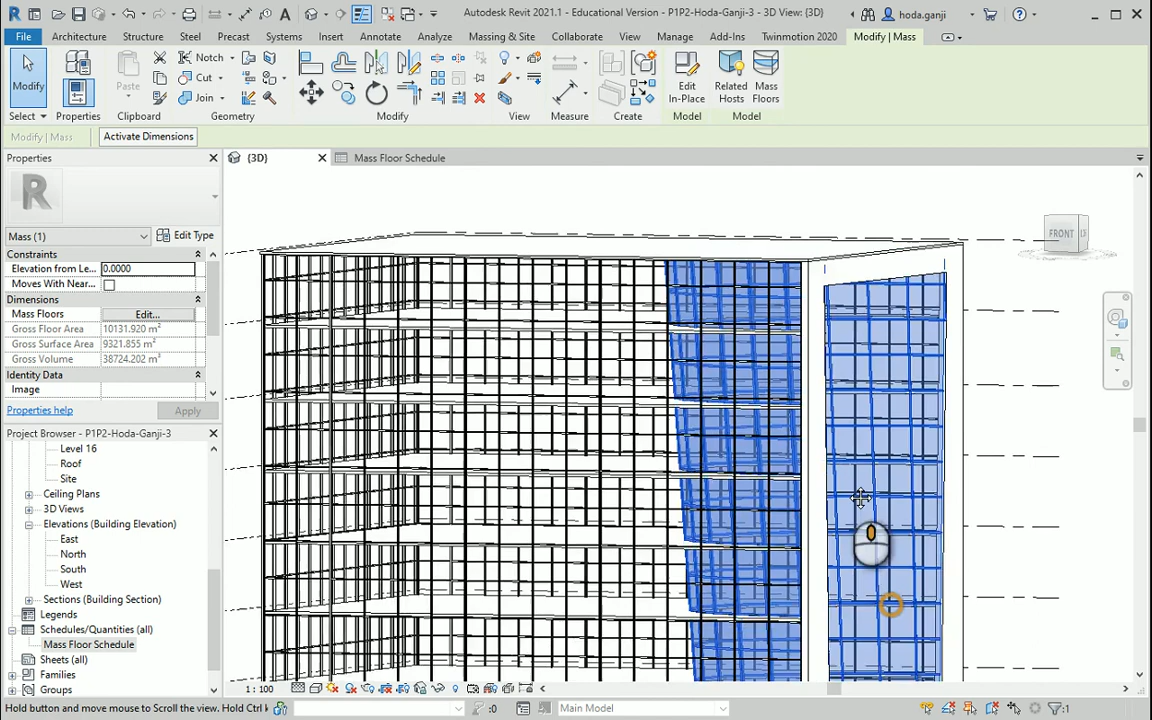 Autodesk Revit 2021.1 - Educational Version - P1P2-Hoda-Ganji-3 - 3D View: {3D}
hoda.ganji
File Architecture Structure Steel Precast Systems Insert Annotate Analyze Massing & Site Collaborate View Manage Add-Ins Twinmotion 2020 Modify | Mass
Modify
Paste
Notch
Cut
Join
Edit In-Place
Related Hosts
Mass Floors
Select Properties Clipboard Geometry Modify View Measure Create Model Model
Modify | Mass Activate Dimensions
Properties
{3D}
Mass Floor Schedule
Mass (1) Edit Type
Constraints
Elevation from Le... 0.0000
Moves With Near...
Dimensions
Mass Floors Edit...
Gross Floor Area 10131.920 m²
Gross Surface Area 9321.855 m²
Gross Volume 38724.202 m³
Identity Data
Image
Properties help Apply
Project Browser - P1P2-Hoda-Ganji-3
Level 16
Roof
Site
Ceiling Plans
3D Views
Elevations (Building Elevation)
East
North
South
West
Sections (Building Section)
Legends
Schedules/Quantities (all)
Mass Floor Schedule
Sheets (all)
Families
Groups
FRONT
1 : 100
Hold button and move mouse to Scroll the view. Hold Ctrl k
:0
Main Model
:1